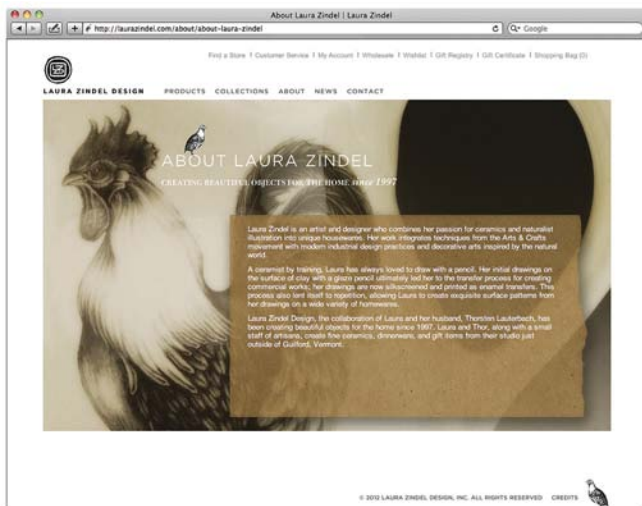 About Laura Zindel | Laura Zindel
http://laurazindel.com/about/about-laura-zindel
Google
Find a Store | Customer Service | My Account | Wholesale | Wishlist | Gift Registry | Gift Certificate | Shopping Bag (0)
LAURA ZINDEL DESIGN PRODUCTS COLLECTIONS ABOUT NEWS CONTACT
ABOUT LAURA ZINDEL
CREATING BEAUTIFUL OBJECTS FOR THE HOME since 1997
Laura Zindel is an artist and designer who combines her passion for ceramics and naturalist
illustration into unique housewares. Her work integrates techniques from the Arts & Crafts
movement with modern industrial design practices and decorative arts inspired by the natural
world.
A ceramist by training, Laura has always loved to draw with a pencil. Her initial drawings on
the surface of clay with a glaze pencil ultimately led her to the transfer process for creating
commercial works; her drawings are now silkscreened and printed as enamel transfers. This
process also lent itself to repetition, allowing Laura to create exquisite surface patterns from
her drawings on a wide variety of homewares.
Laura Zindel Design, the collaboration of Laura and her husband, Thorsten Lauterbach, has
been creating beautiful objects for the home since 1997. Laura and Thor, along with a small
staff of artisans, create fine ceramics, dinnerware, and gift items from their studio just
outside of Guilford, Vermont.
© 2012 LAURA ZINDEL DESIGN, INC. ALL RIGHTS RESERVED CREDITS